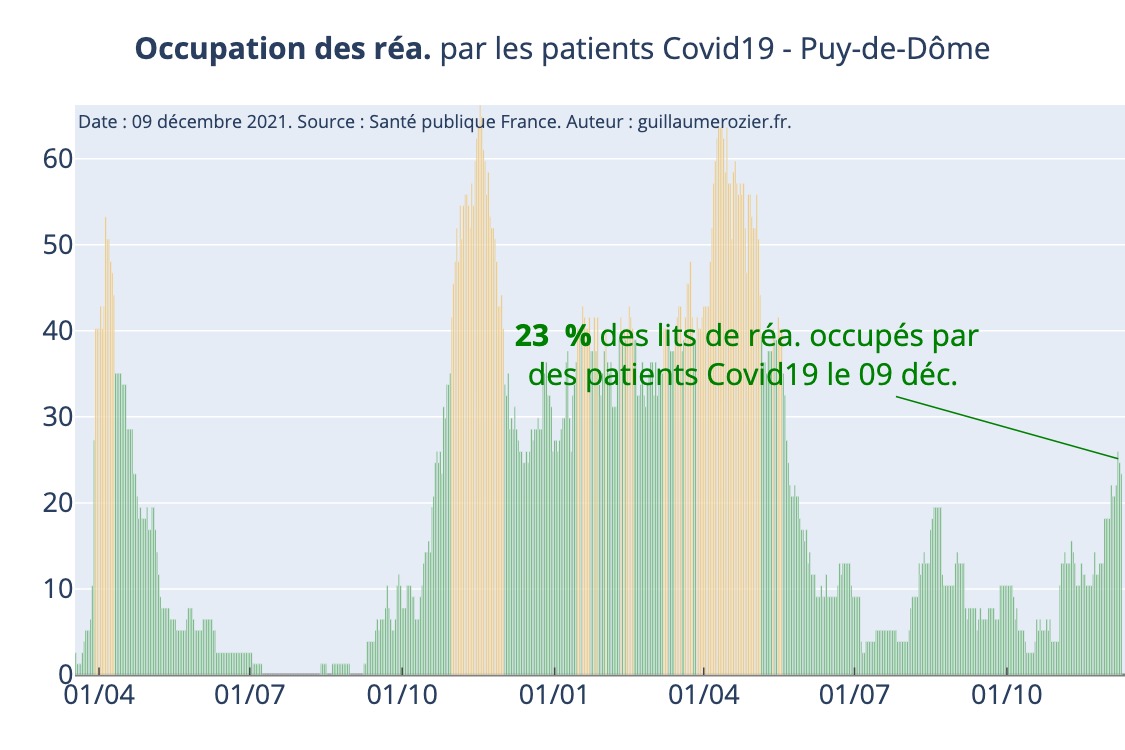 Occupation des réa. par les patients Covid19 - Puy-de-Dôme
Date : 09 décembre 2021. Source : Santé publique France. Auteur : guillaumerozier.fr.
60
50
40
30
20
10
0
23 % des lits de réa. occupés par
des patients Covid19 le 09 déc.
01/04 01/07 01/10 01/01 01/04 01/07 01/10